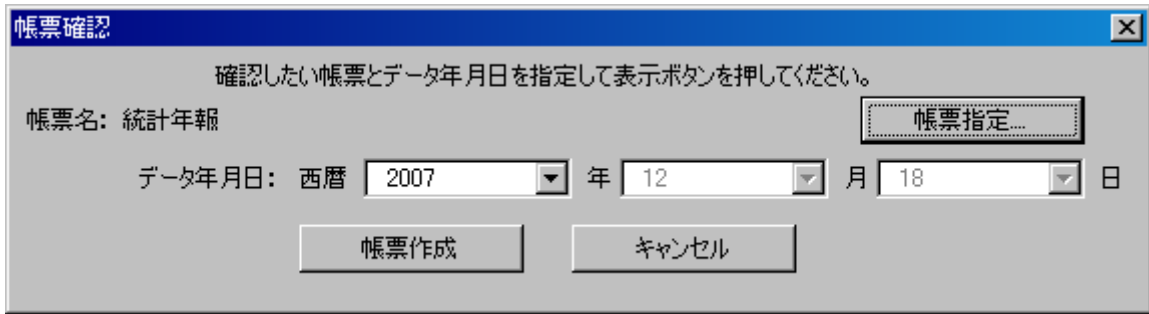 帳票確認
確認したい帳票とデータ年月日を指定して表示ボタンを押してください。
帳票名: 統計年報 帳票指定...
データ年月日: 西暦 2007 年 12 月 18 日
帳票作成 キャンセル